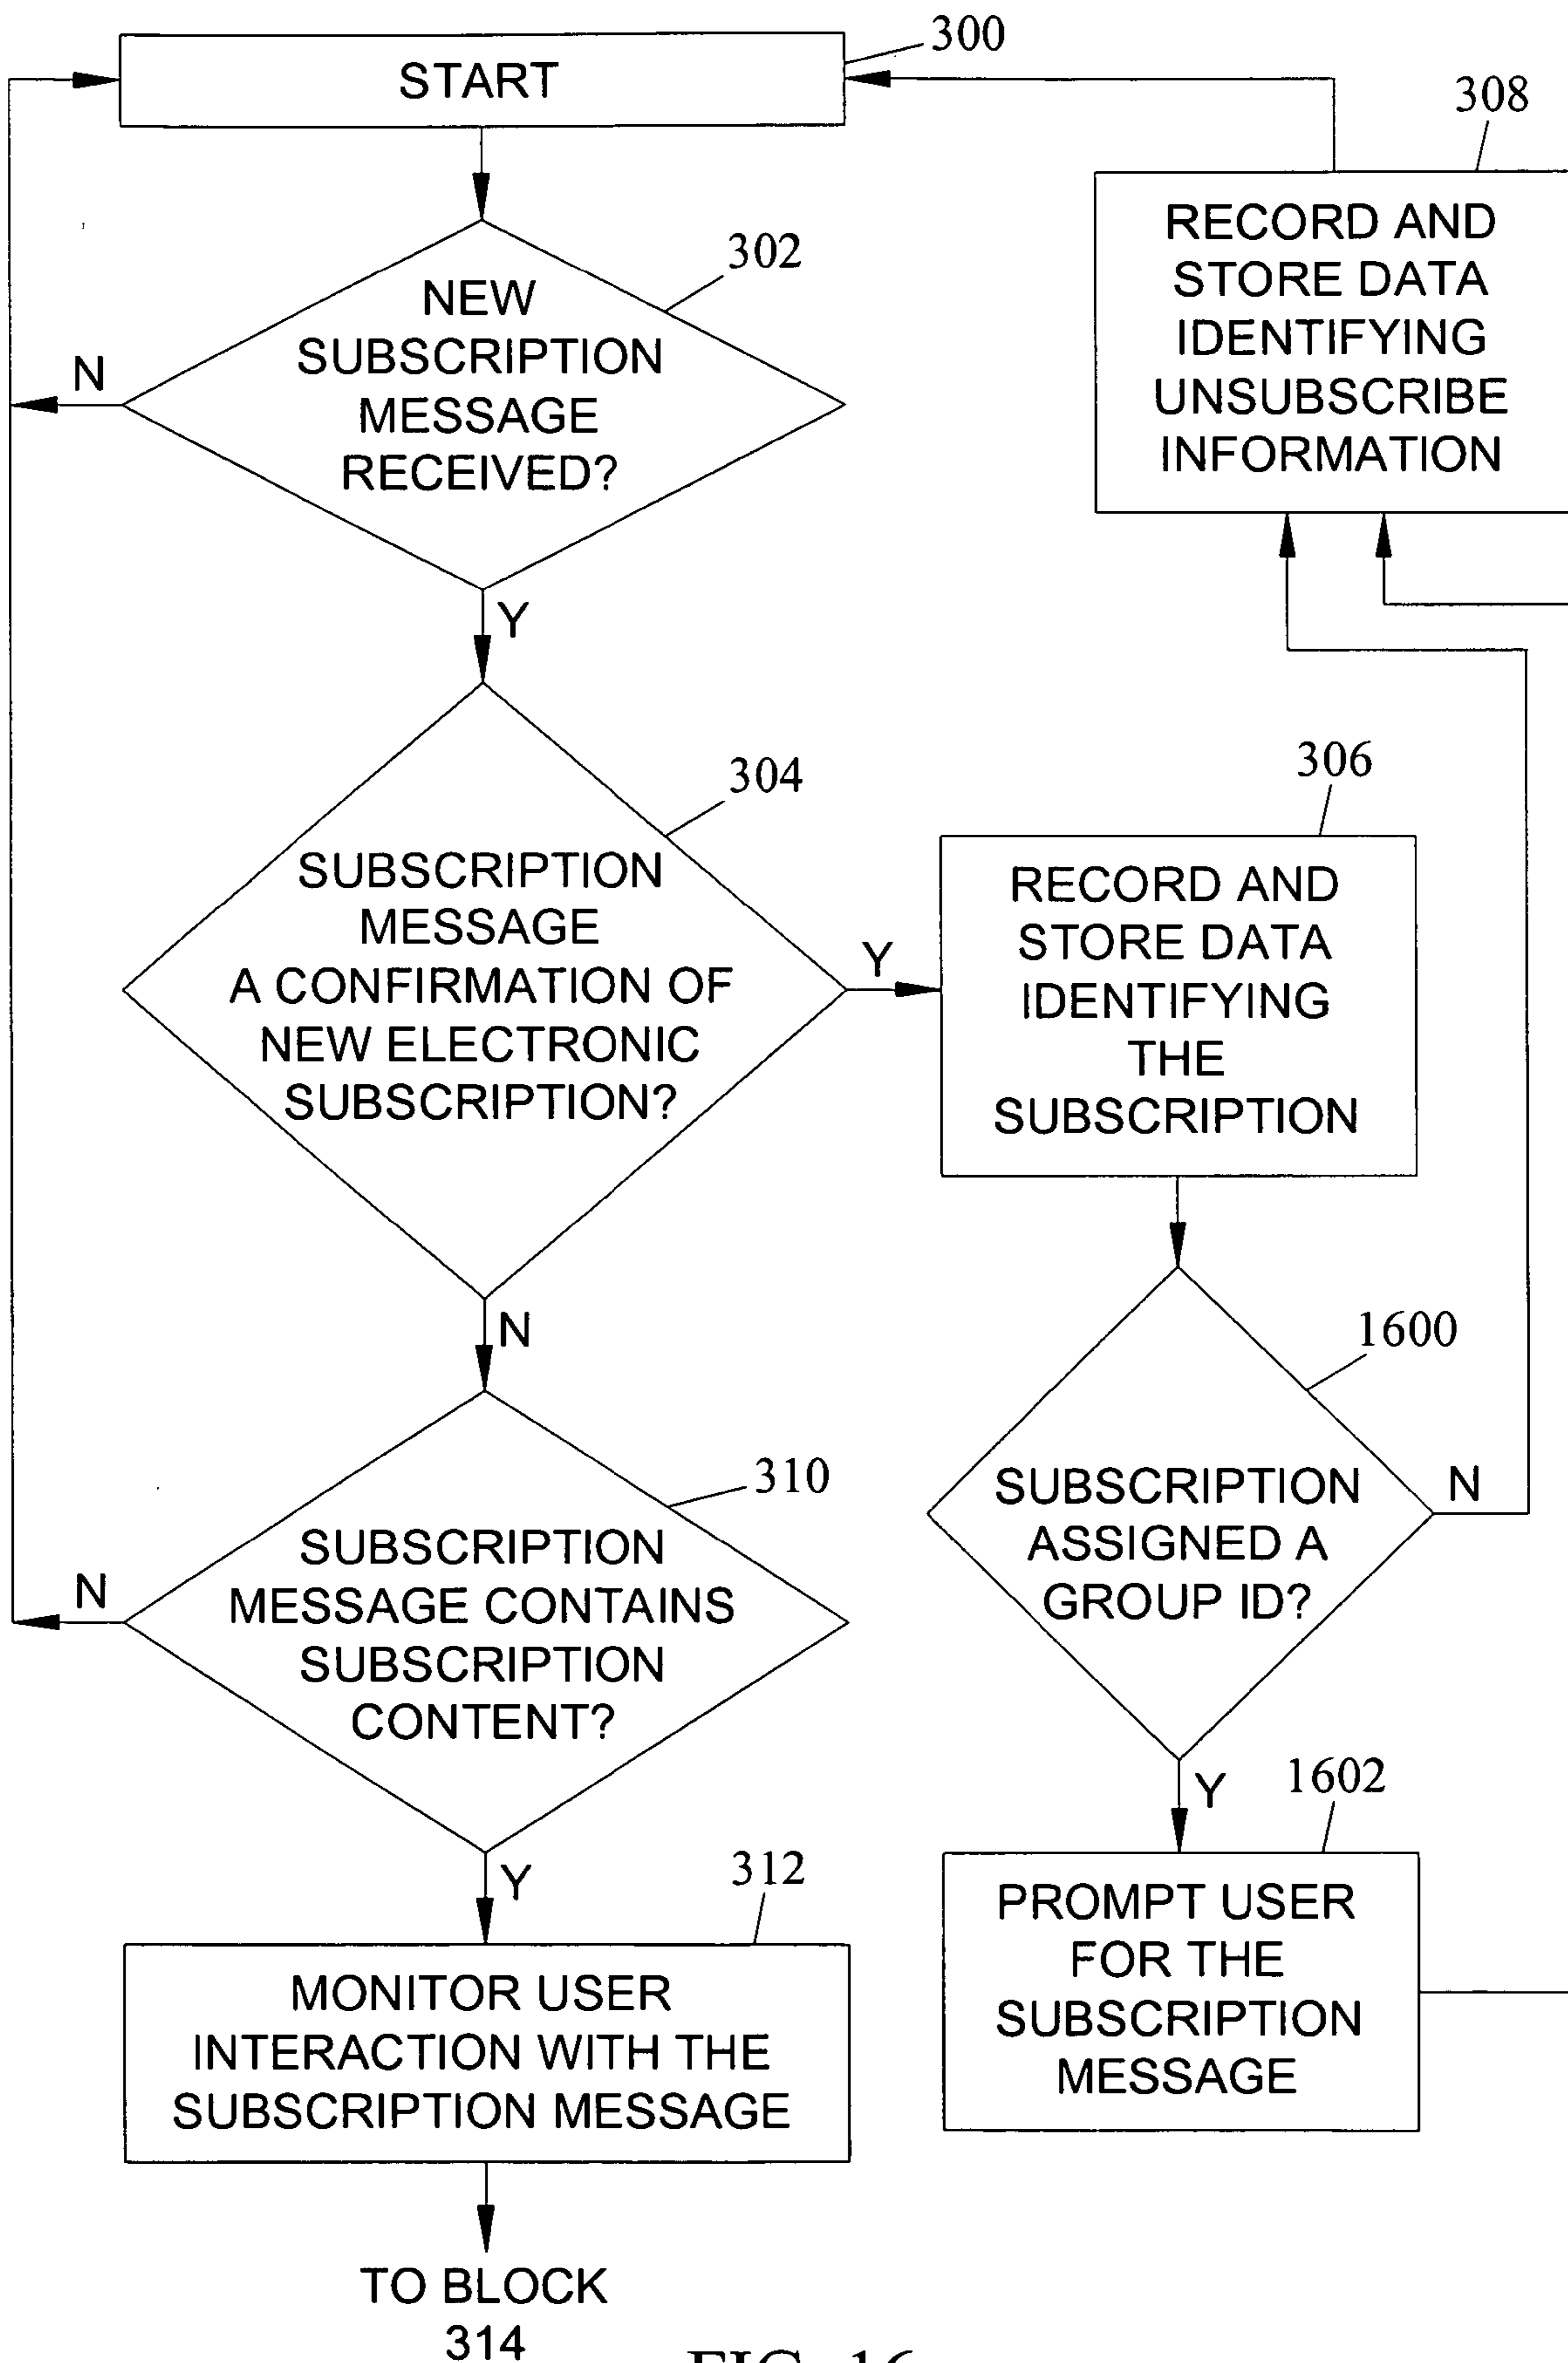 300
START
308
RECORD AND
STORE DATA
IDENTIFYING
UNSUBSCRIBE
INFORMATION
302
NEW
SUBSCRIPTION
MESSAGE
RECEIVED?
N
Y
304
SUBSCRIPTION
MESSAGE
A CONFIRMATION OF
NEW ELECTRONIC
SUBSCRIPTION?
Y
306
RECORD AND
STORE DATA
IDENTIFYING
THE
SUBSCRIPTION
N
1600
SUBSCRIPTION
ASSIGNED A
GROUP ID?
N
310
SUBSCRIPTION
MESSAGE CONTAINS
SUBSCRIPTION
CONTENT?
N
Y
Y
1602
PROMPT USER
FOR THE
SUBSCRIPTION
MESSAGE
312
MONITOR USER
INTERACTION WITH THE
SUBSCRIPTION MESSAGE
TO BLOCK
314
FIG. 16